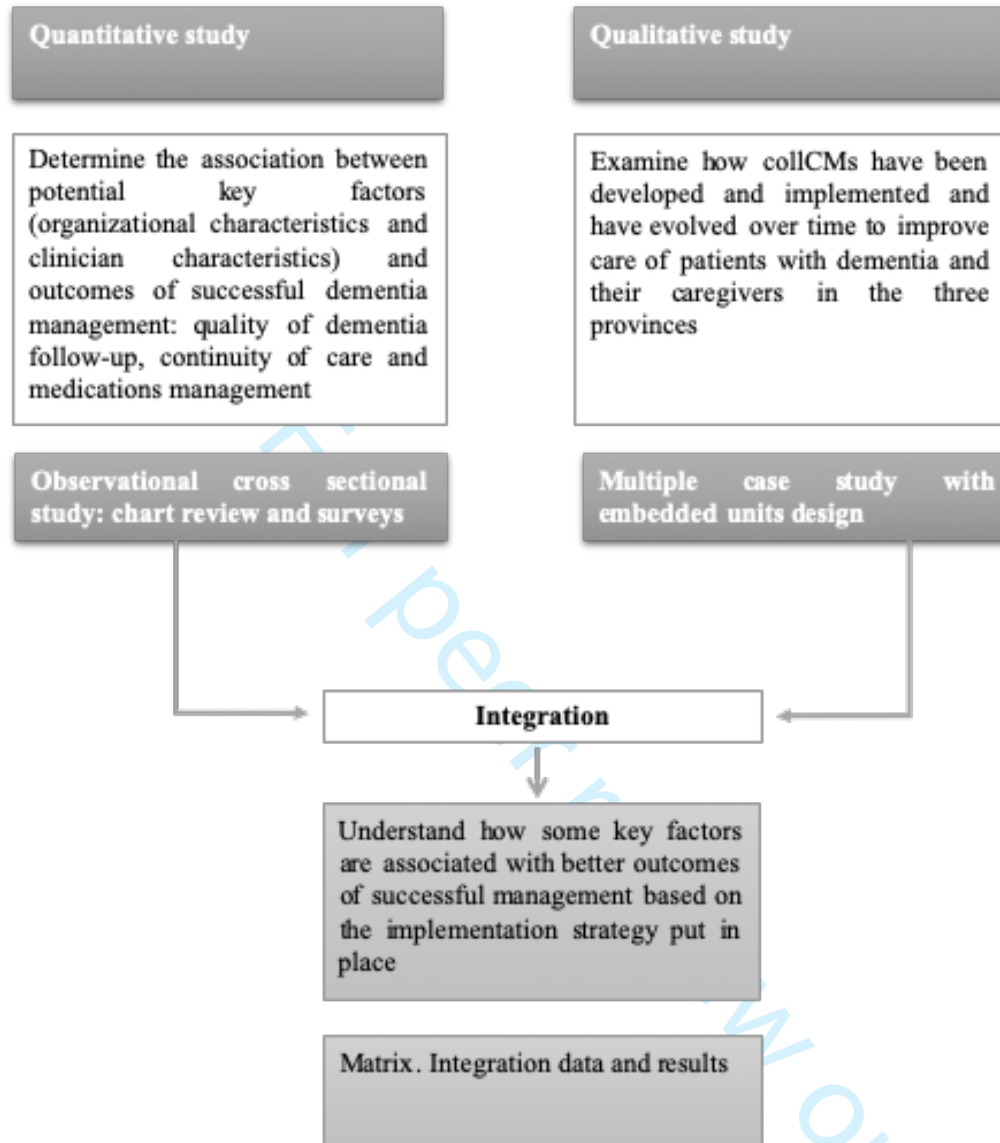 Quantitative study
Determine the association between
potential key factors
(organizational characteristics and
clinician characteristics) and
outcomes of successful dementia
management: quality of dementia
follow-up, continuity of care and
medications management
Observational cross sectional
study: chart review and surveys
Qualitative study
Examine how collCMs have been
developed and implemented and
have evolved over time to improve
care of patients with dementia and
their caregivers in the three
provinces
Multiple case study with
embedded units design
Integration
Understand how some key factors
are associated with better outcomes
of successful management based on
the implementation strategy put in
place
Matrix. Integration data and results